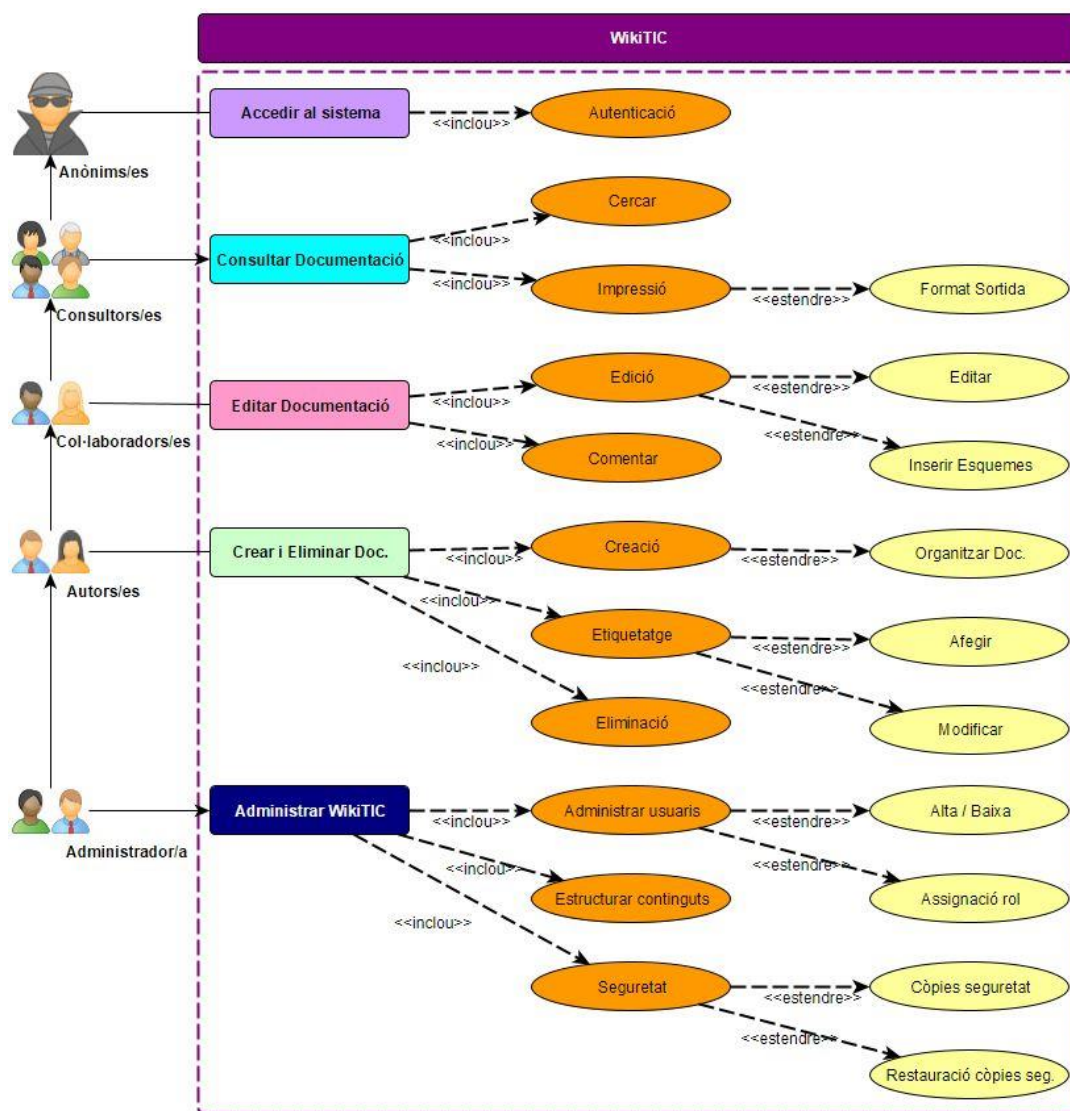 WikiTIC
Accedir al sistema
<<inclou>>
Autenticació
Anònims/es
Cercar
<<inclou>>
Consultar Documentació
<<inclou>>
Impressió
<<estendre>>
Format Sortida
Consultors/es
Edició
<<estendre>>
Editar
<<inclou>>
Editar Documentació
<<inclou>>
<<estendre>>
Col·laboradors/es
Comentar
Inserir Esquemes
Crear i Eliminar Doc.
<<inclou>>
Creació
<<estendre>>
Organitzar Doc.
Autors/es
<<inclou>>
Etiquetatge
<<estendre>>
Afegir
<<inclou>>
<<estendre>>
Eliminació
Modificar
Administrar WikiTIC
<<inclou>>
Administrar usuaris
<<estendre>>
Alta / Baixa
Administrador/a
<<inclou>>
<<estendre>>
Estructurar continguts
Assignació rol
<<inclou>>
Seguretat
<<estendre>>
Còpies seguretat
<<estendre>>
Restauració còpies seg.